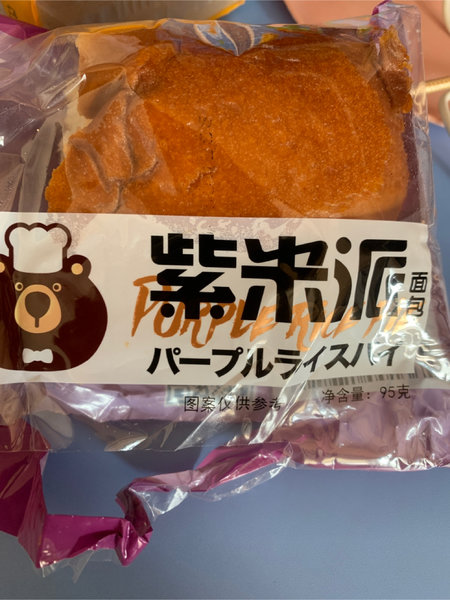 紫米派
面包
PURPLE RICE PIE
パープルライスパイ
图案仅供参考
净含量：95克